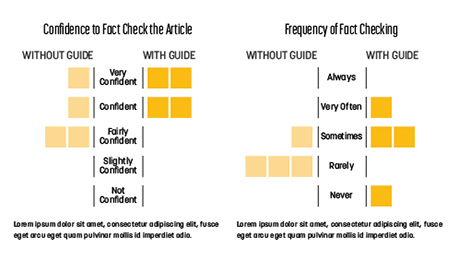 Confidence to Fact Check the Article
WITHOUT GUIDE
WITH GUIDE
Very
Confident
Confident
Fairly
Confident
Slightly
Confident
Not
Confident
Lorem ipsum dolor sit amet, consectetur adipiscing elit, fusce
eget arcu eget quam pulvinar mollis id imperdiet odio.
Frequency of Fact Checking
WITHOUT GUIDE
WITH GUIDE
Always
Very Often
Sometimes
Rarely
Never
Lorem ipsum dolor sit amet, consectetur adipiscing elit, fusce
eget arcu eget quam pulvinar mollis id imperdiet odio.